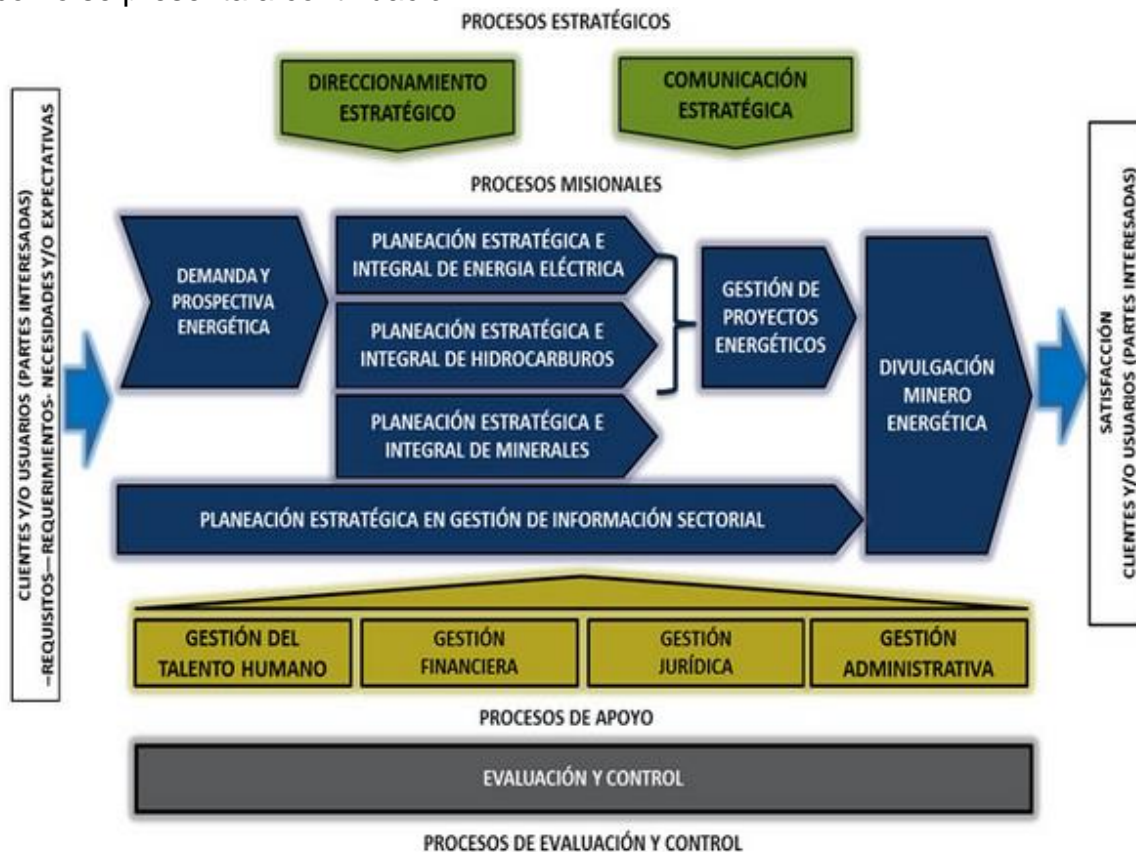 PROCESOS ESTRATÉGICOS
DIRECCIONAMIENTO
ESTRATÉGICO
COMUNICACIÓN
ESTRATÉGICA
CLIENTES Y/O USUARIOS (PARTES INTERESADAS)
–REQUISITOS—REQUERIMIENTOS- NECESIDADES Y/O EXPECTATIVAS
PROCESOS MISIONALES
DEMANDA Y
PROSPECTIVA
ENERGÉTICA
PLANEACIÓN ESTRATÉGICA E
INTEGRAL DE ENERGIA ELÉCTRICA
PLANEACIÓN ESTRATÉGICA E
INTEGRAL DE HIDROCARBUROS
PLANEACIÓN ESTRATÉGICA E
INTEGRAL DE MINERALES
GESTIÓN DE
PROYECTOS
ENERGÉTICOS
DIVULGACIÓN
MINERO
ENERGÉTICA
PLANEACIÓN ESTRATÉGICA EN GESTIÓN DE INFORMACIÓN SECTORIAL
SATISFACCIÓN
CLIENTES Y/O USUARIOS (PARTES INTERESADAS)
GESTIÓN DEL
TALENTO HUMANO
GESTIÓN
FINANCIERA
GESTIÓN
JURÍDICA
GESTIÓN
ADMINISTRATIVA
PROCESOS DE APOYO
EVALUACIÓN Y CONTROL
PROCESOS DE EVALUACIÓN Y CONTROL